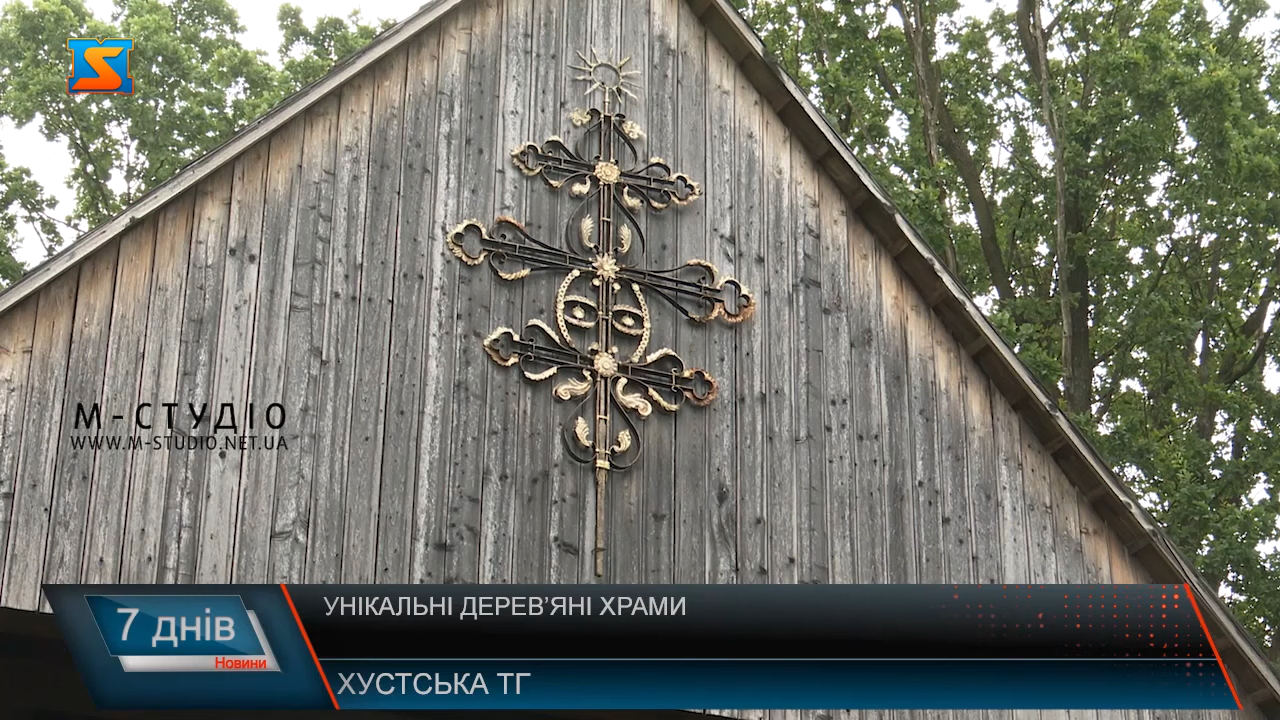 М-СТУДІО
WWW.M-STUDIO.NET.UA
7 днів
Новини
УНІКАЛЬНІ ДЕРЕВ’ЯНІ ХРАМИ
ХУСТСЬКА ТГ